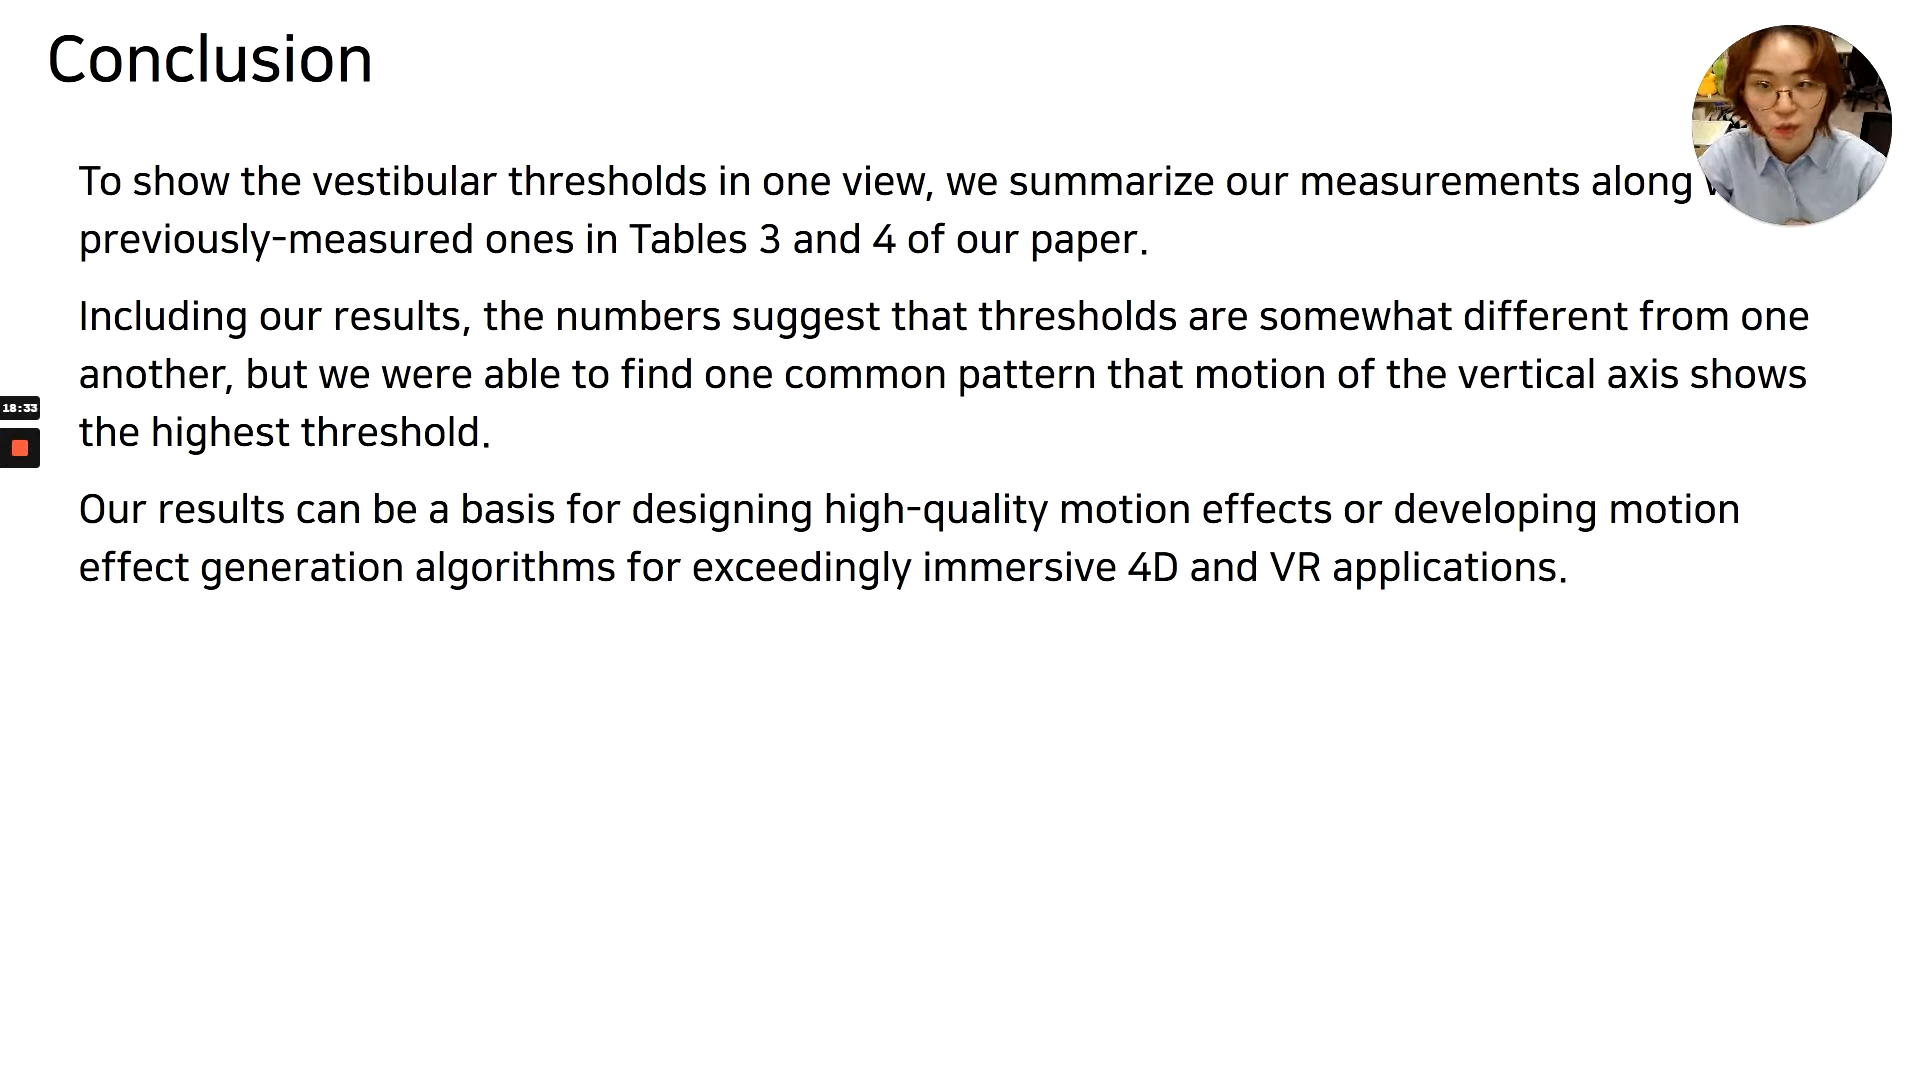 Conclusion
To show the vestibular thresholds in one view, we summarize our measurements along
previously-measured ones in Tables 3 and 4 of our paper.
Including our results, the numbers suggest that thresholds are somewhat different from one
another, but we were able to find one common pattern that motion of the vertical axis shows
the highest threshold.
18:33
Our results can be a basis for designing high-quality motion effects or developing motion
effect generation algorithms for exceedingly immersive 4D and VR applications.